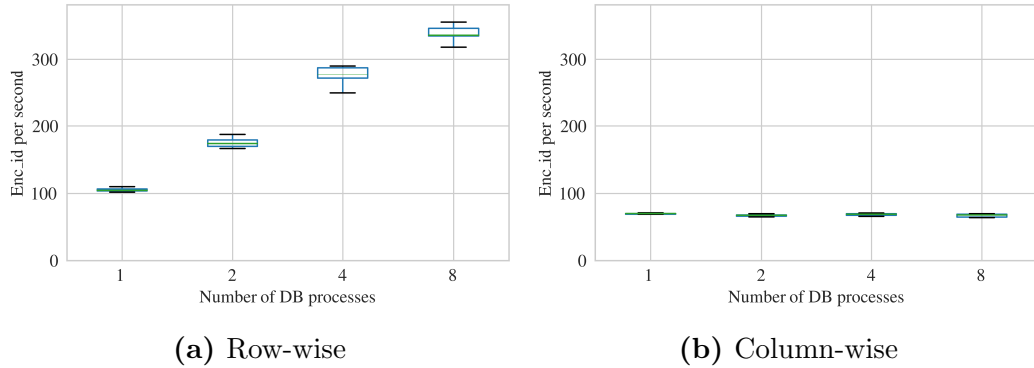 300
200
100
0
Enc_id per second
1 2 4 8
Number of DB processes
(a) Row-wise
300
200
100
0
Enc_id per second
1 2 4 8
Number of DB processes
(b) Column-wise